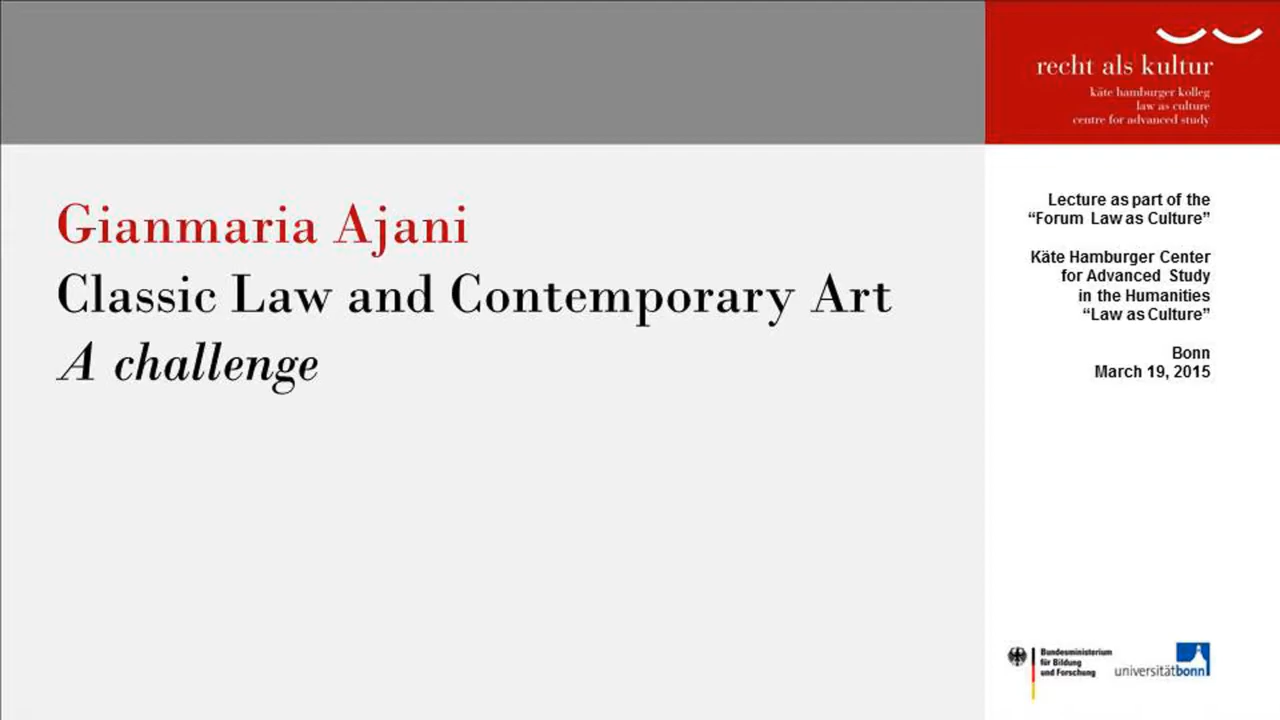 recht als kultur
käte hamburger kolleg
law as culture
centre for advanced study
Gianmaria Ajani
Classic Law and Contemporary Art
A challenge
Lecture as part of the
“Forum Law as Culture”
Käte Hamburger Center
for Advanced Study
in the Humanities
“Law as Culture”
Bonn
March 19, 2015
Bundesministerium
für Bildung
und Forschung
universitätbonn